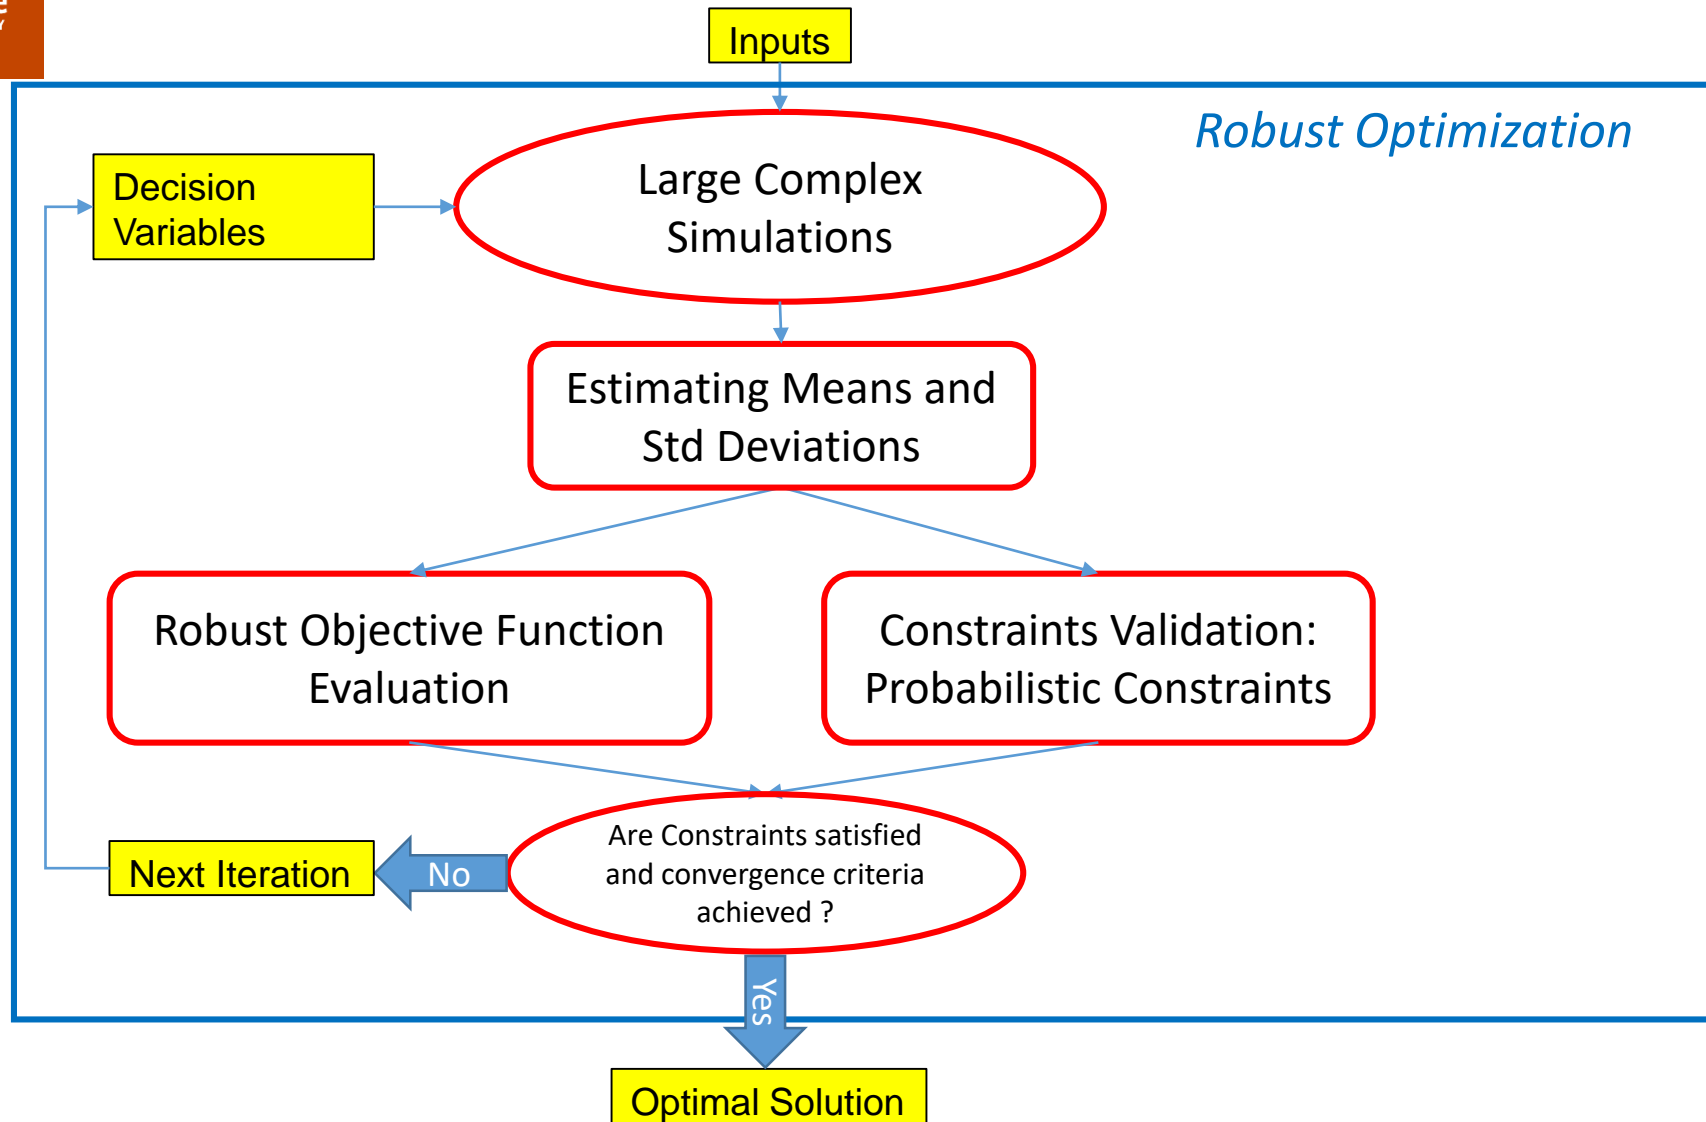 Inputs
Robust Optimization
Decision
Variables
Large Complex
Simulations
Estimating Means and
Std Deviations
Robust Objective Function
Evaluation
Constraints Validation:
Probabilistic Constraints
Are Constraints satisfied
and convergence criteria
achieved ?
No
Next Iteration
Yes
Optimal Solution